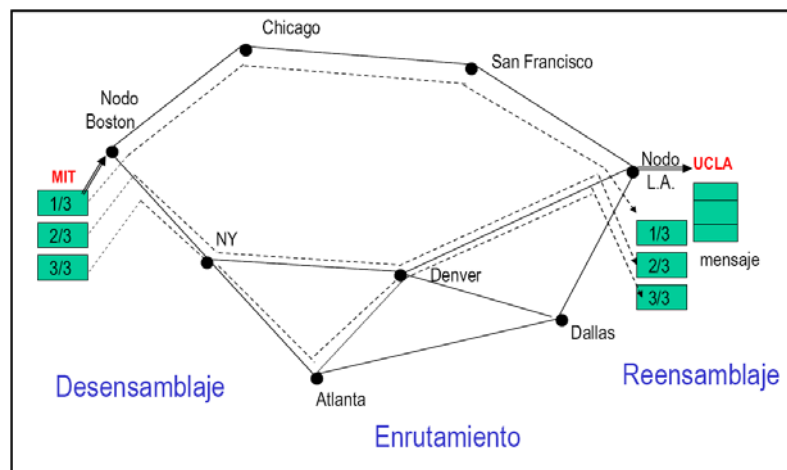 Chicago
San Francisco
Nodo
Boston
MIT
1/3
2/3
3/3
NY
Denver
Atlanta
Dallas
Nodo
L.A.
UCLA
1/3
2/3
3/3
mensaje
Desensamblaje
Enrutamiento
Reensamblaje